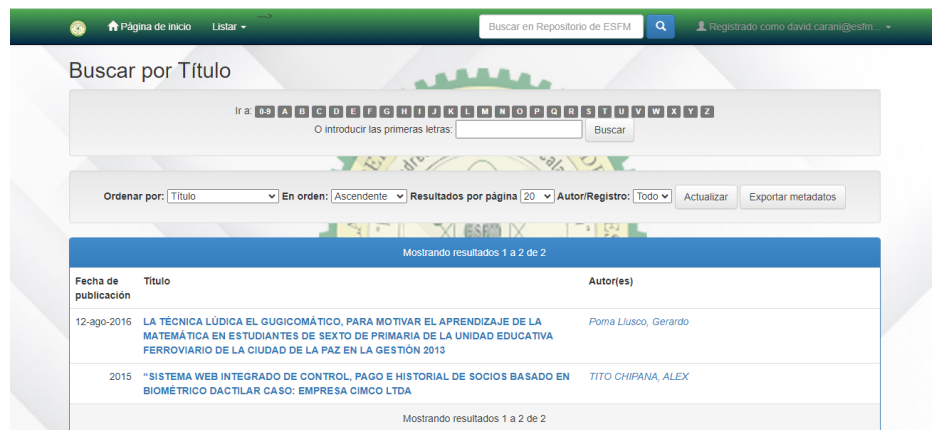 Página de inicio Listar -->
Buscar en Repositorio de ESFM Registrado como david.carani@esfm...
Buscar por Título
Ir a: 0-9 A B C D E F G H I J K L M N O P Q R S T U V W X Y Z
O introducir las primeras letras: Buscar
Ordenar por: Título En orden: Ascendente Resultados por página 20 Autor/Registro: Todo Actualizar Exportar metadatos
Mostrando resultados 1 a 2 de 2
Fecha de publicación Título Autor(es)
12-ago-2016 LA TÉCNICA LÚDICA EL GUGICOMÁTICO, PARA MOTIVAR EL APRENDIZAJE DE LA Poma Liusco, Gerardo
MATEMÁTICA EN ESTUDIANTES DE SEXTO DE PRIMARIA DE LA UNIDAD EDUCATIVA
FERROVIARIO DE LA CIUDAD DE LA PAZ EN LA GESTIÓN 2013
2015 “SISTEMA WEB INTEGRADO DE CONTROL, PAGO E HISTORIAL DE SOCIOS BASADO EN TITO CHIPANA, ALEX
BIOMÉTRICO DACTILAR CASO: EMPRESA CIMCO LTDA
Mostrando resultados 1 a 2 de 2